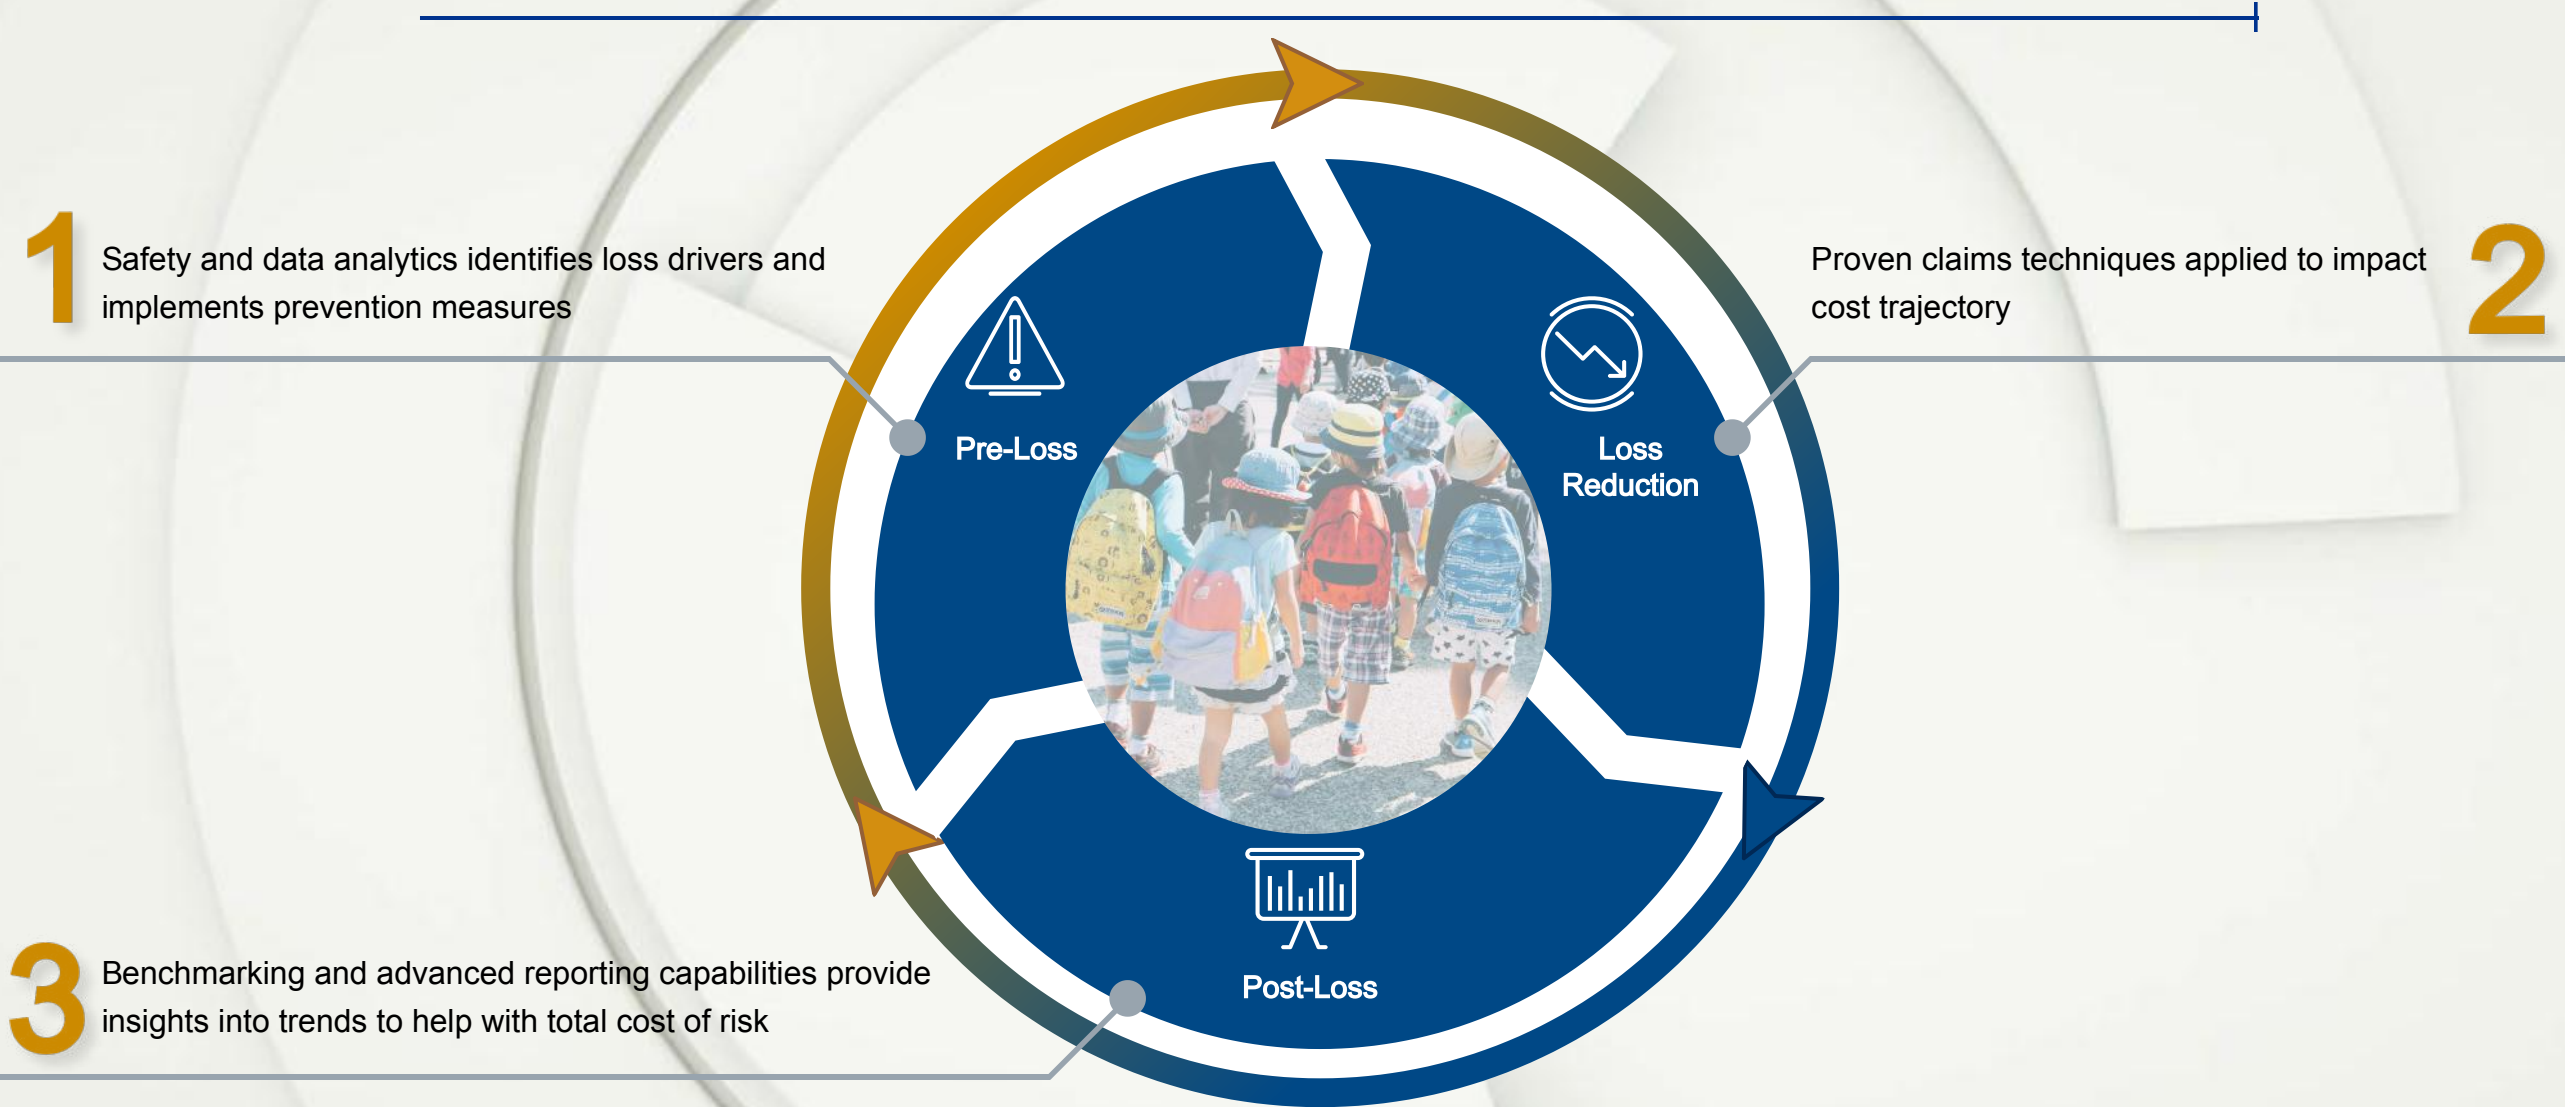 1
Safety and data analytics identifies loss drivers and
implements prevention measures
Proven claims techniques applied to impact
cost trajectory
2
Pre-Loss
Loss
Reduction
Post-Loss
3
Benchmarking and advanced reporting capabilities provide
insights into trends to help with total cost of risk